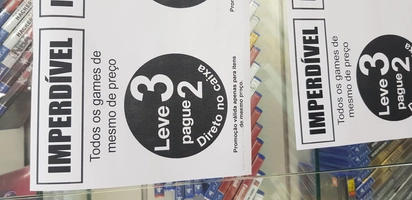 IMPERDÍVEL
Todos os games de
mesmo de preço
Leve 3
pague 2
Direto no caixa
Promoção válida apenas para itens
de mesmo preço.
IMPERDÍVEL
Todos os games de
mesmo de preço
Leve 3
pague 2